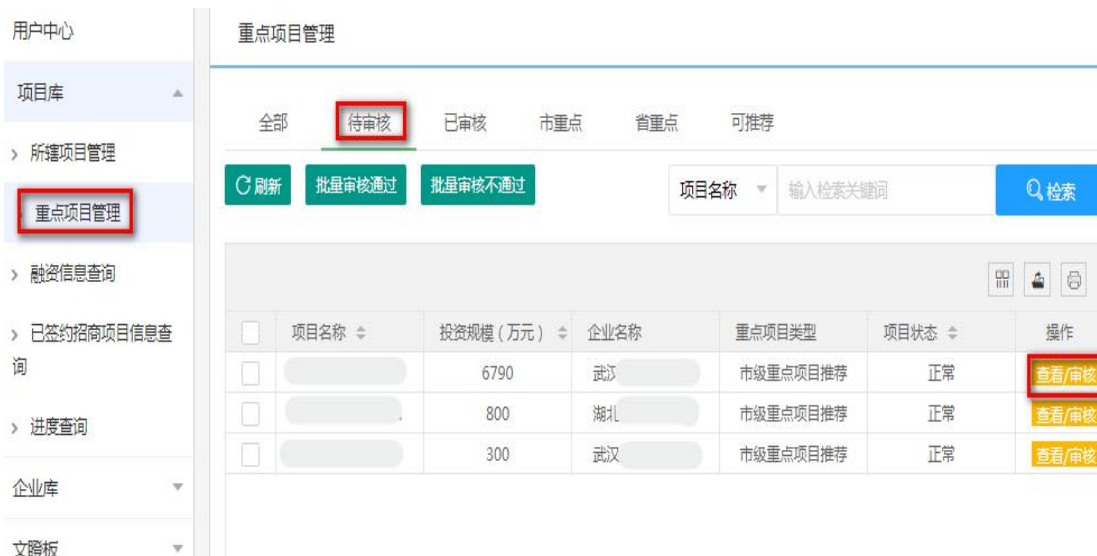 用户中心
重点项目管理
项目库
全部 待审核 已审核 市重点 省重点 可推荐
所辖项目管理
刷新 批量审核通过 批量审核不通过 项目名称 输入检索关键词 检索
重点项目管理
融资信息查询
项目名称 投资规模(万元) 企业名称 重点项目类型 项目状态 操作
已签约招商项目信息查
询
6790 武汉 市级重点项目推荐 正常 查看/审核
800 湖北 市级重点项目推荐 正常 查看/审核
进度查询
300 武汉 市级重点项目推荐 正常 查看/审核
企业库
文瞪板